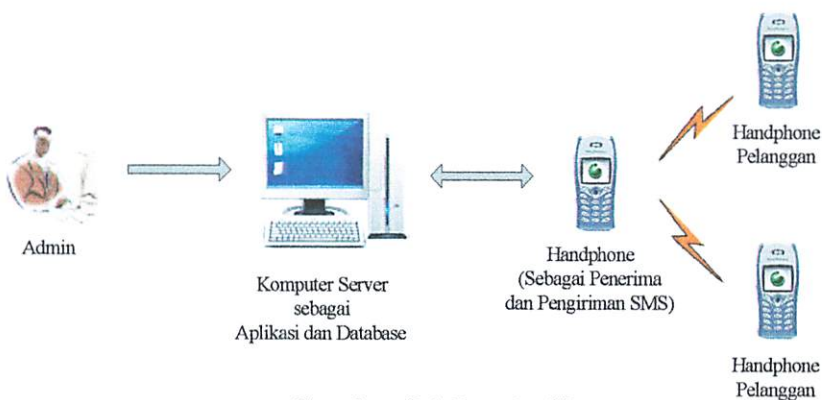 Admin
Komputer Server
sebagai
Aplikasi dan Database
Handphone
(Sebagai Penerima
dan Pengiriman SMS)
Handphone
Pelanggan
Handphone
Pelanggan